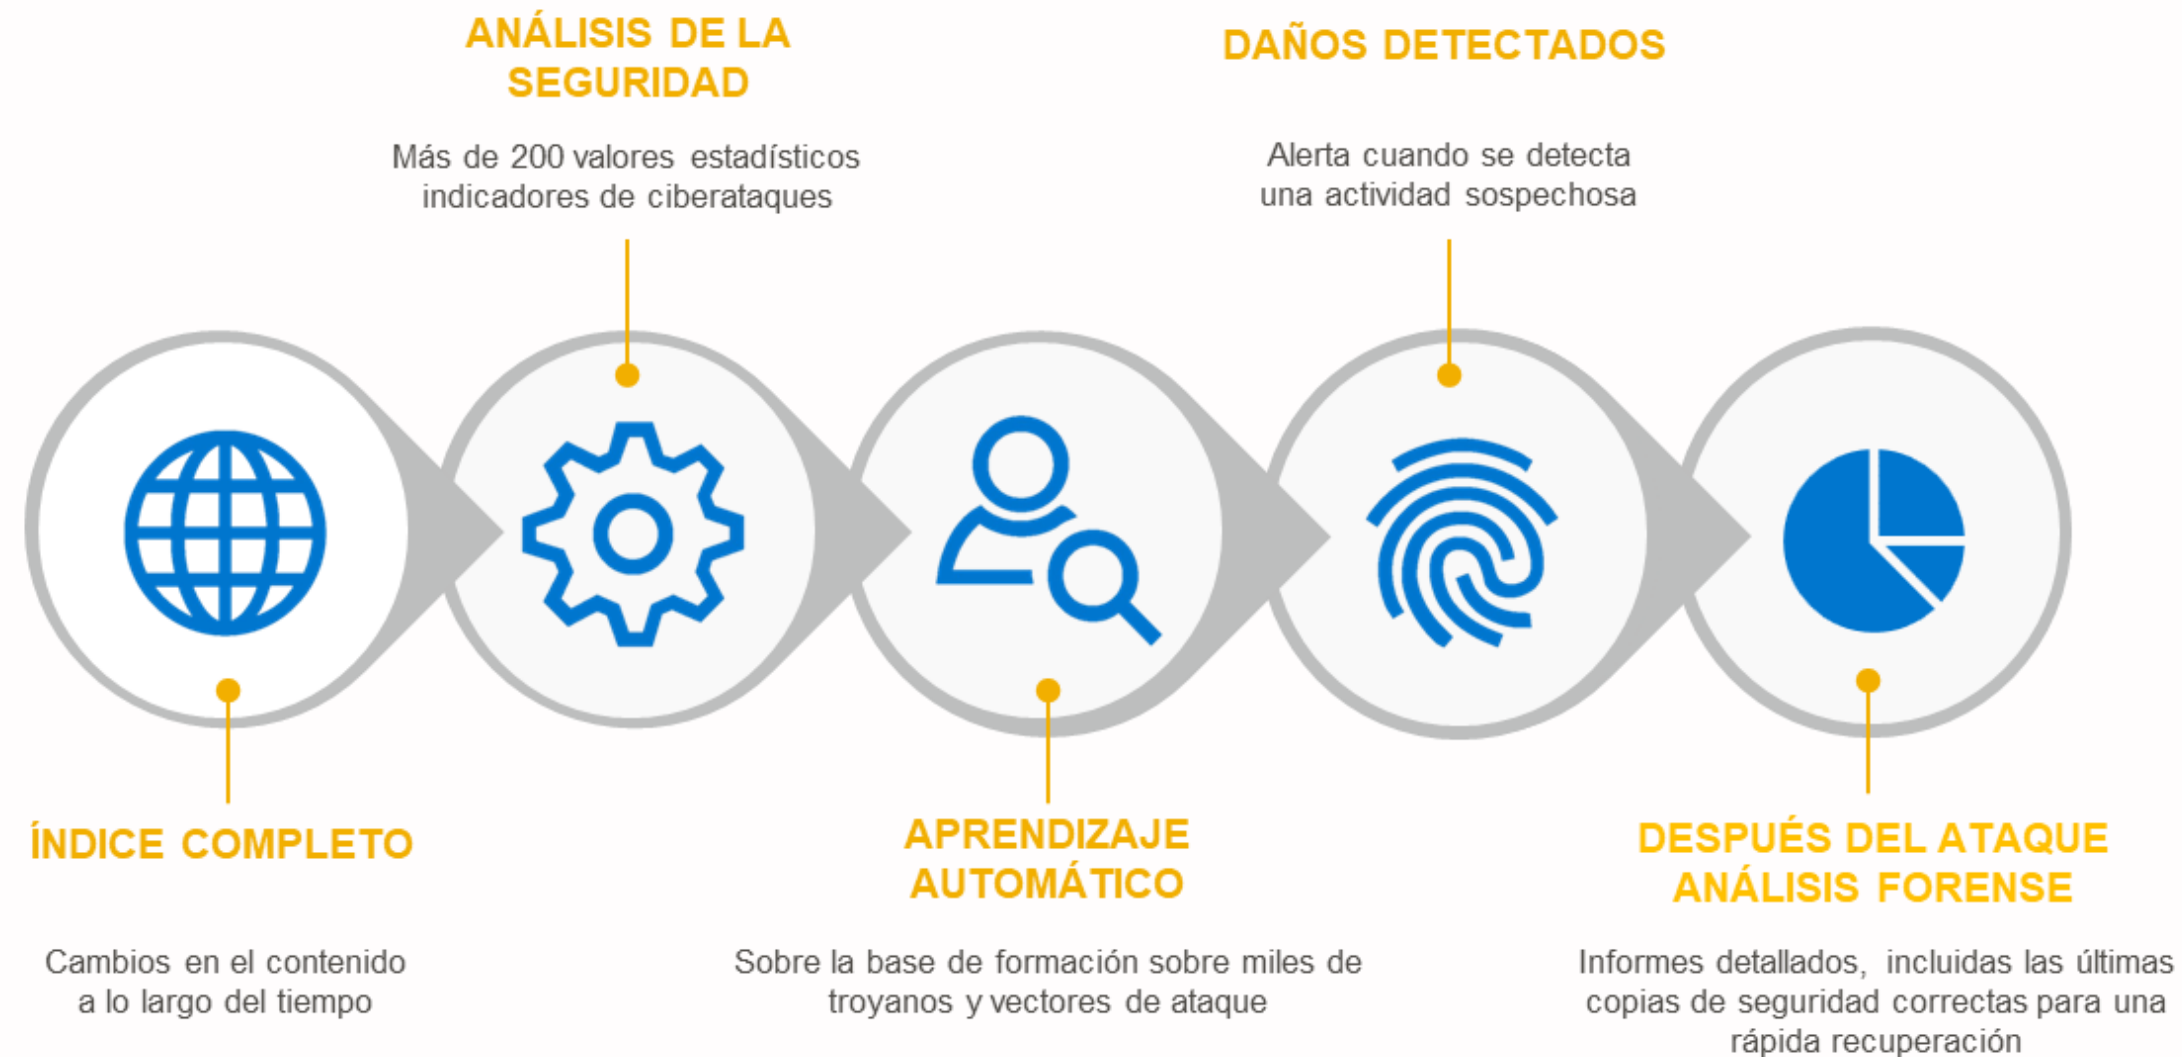 ANÁLISIS DE LA
SEGURIDAD
Más de 200 valores estadísticos
indicadores de ciberataques
DAÑOS DETECTADOS
Alerta cuando se detecta
una actividad sospechosa
ÍNDICE COMPLETO
Cambios en el contenido
a lo largo del tiempo
APRENDIZAJE
AUTOMÁTICO
Sobre la base de formación sobre miles de
troyanos y vectores de ataque
DESPUÉS DEL ATAQUE
ANÁLISIS FORENSE
Informes detallados, incluidas las últimas
copias de seguridad correctas para una
rápida recuperación